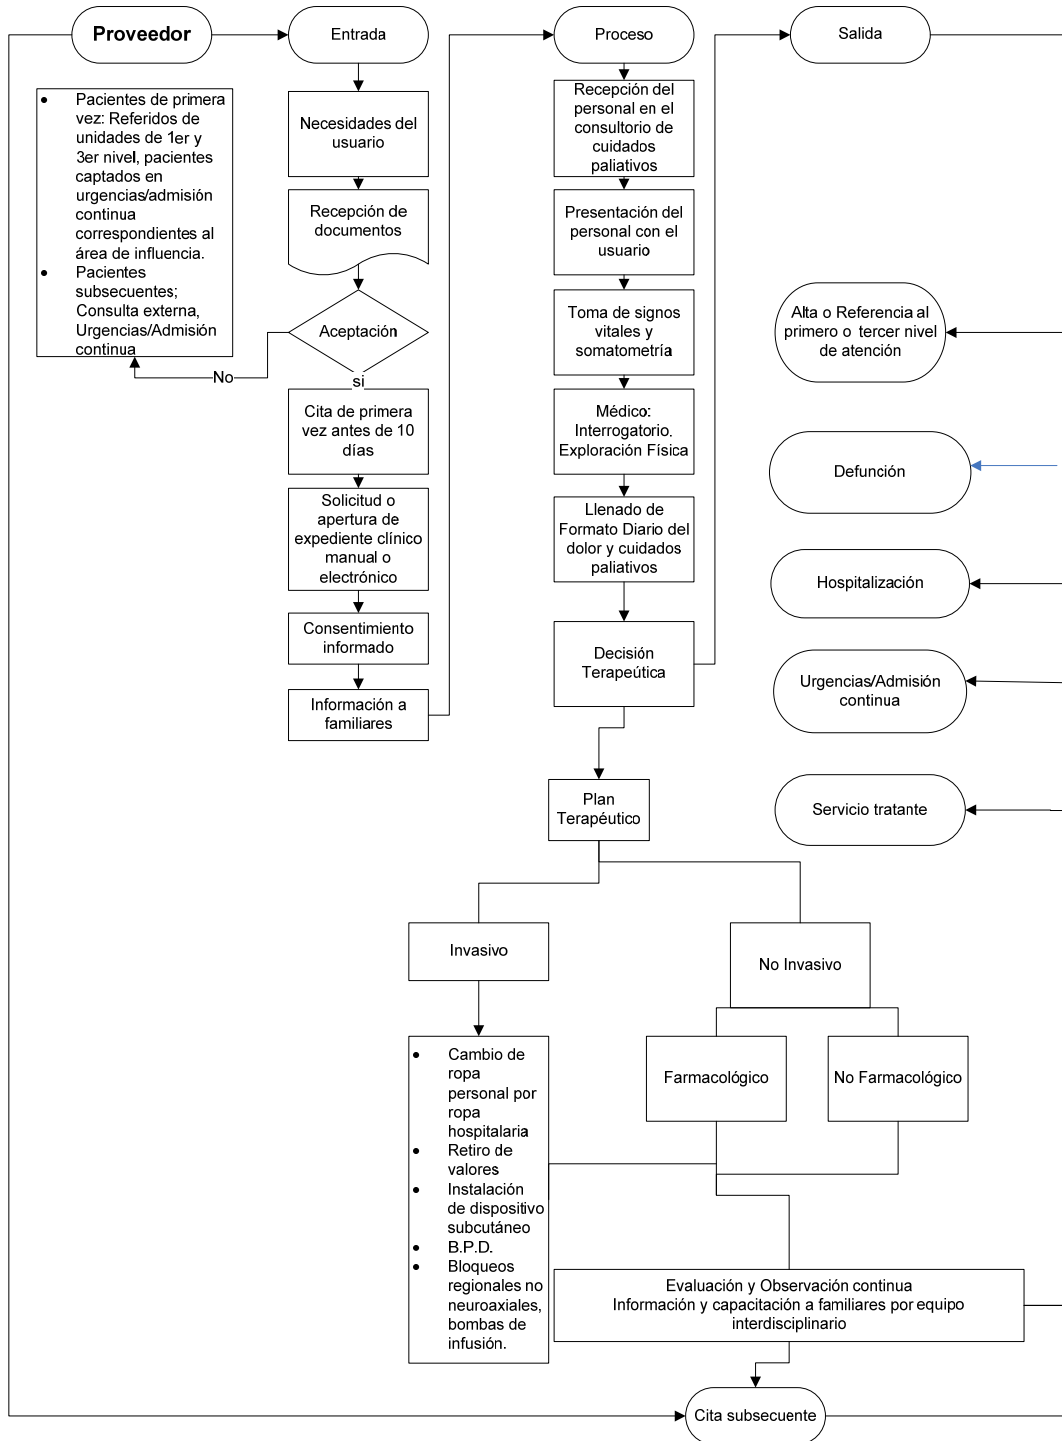 Proveedor
Entrada
Proceso
Salida
• Pacientes de primera
vez: Referidos de
unidades de 1er y
3er nivel, pacientes
captados en
urgencias/admisión
continua
correspondientes al
área de influencia.
• Pacientes
subsecuentes;
Consulta externa,
Urgencias/Admisión
continua
Necesidades del
usuario
Recepción de
documentos
Aceptación
No
si
Cita de primera
vez antes de 10
días
Solicitud o
apertura de
expediente clínico
manual o
electrónico
Consentimiento
informado
Información a
familiares
Recepción del
personal en el
consultorio de
cuidados
paliativos
Presentación del
personal con el
usuario
Toma de signos
vitales y
somatometría
Médico:
Interrogatorio,
Exploración Física
Llenado de
Formato Diario del
dolor y cuidados
paliativos
Decisión
Terapeútica
Plan
Terapéutico
Alta o Referencia al
primero o tercer nivel
de atención
Defunción
Hospitalización
Urgencias/Admisión
continua
Servicio tratante
Invasivo
No Invasivo
Farmacológico
No Farmacológico
• Cambio de
ropa
personal por
ropa
hospitalaria
• Retiro de
valores
• Instalación
de dispositivo
subcutáneo
• B.P.D.
• Bloqueos
regionales no
neuroaxiales,
bombas de
infusión.
Evaluación y Observación continua
Información y capacitación a familiares por equipo
interdisciplinario
Cita subsecuente